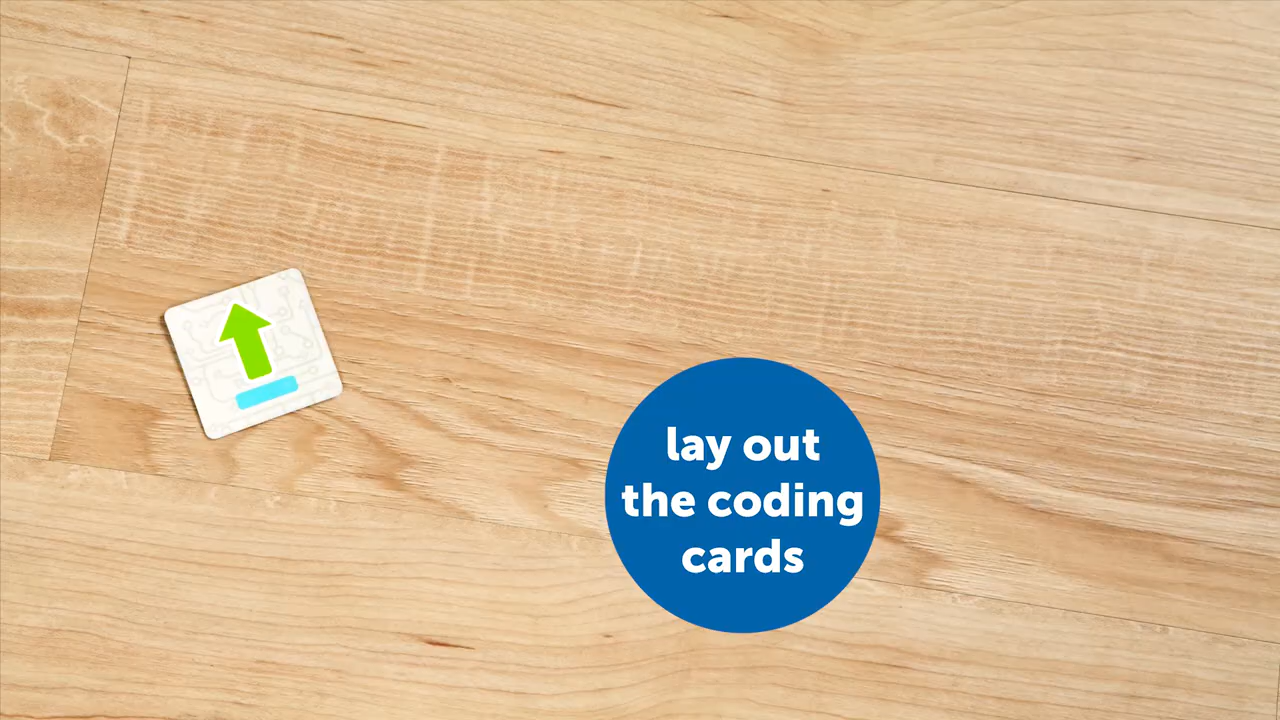 lay out
the coding
cards